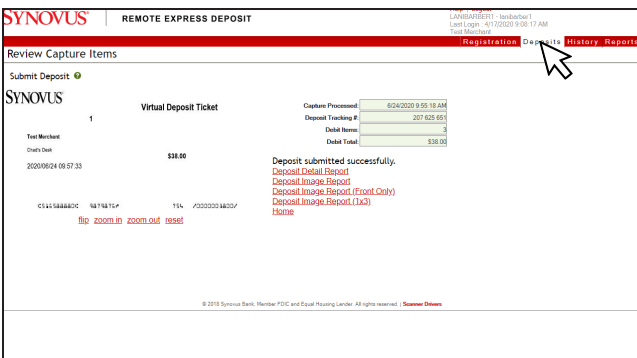 SYNOVUS® | REMOTE EXPRESS DEPOSIT
Help | Logout
LANIBARBER1 - lanibarber1
Last Login : 4/17/2020 9:08:17 AM
Test Merchant
Registration Deposits History Reports
Review Capture Items
Submit Deposit
SYNOVUS®
1
Virtual Deposit Ticket
Test Merchant
Chad's Desk
$38.00
2020/06/24 09:57:33
flip zoom in zoom out reset
Capture Processed: 6/24/2020 9:55:18 AM
Deposit Tracking #: 207 625 651
Debit Items: 3
Debit Total: $38.00
Deposit submitted successfully.
Deposit Detail Report
Deposit Image Report
Deposit Image Report (Front Only)
Deposit Image Report (1x3)
Home
© 2018 Synovus Bank, Member FDIC and Equal Housing Lender. All rights reserved. | Scanner Drivers